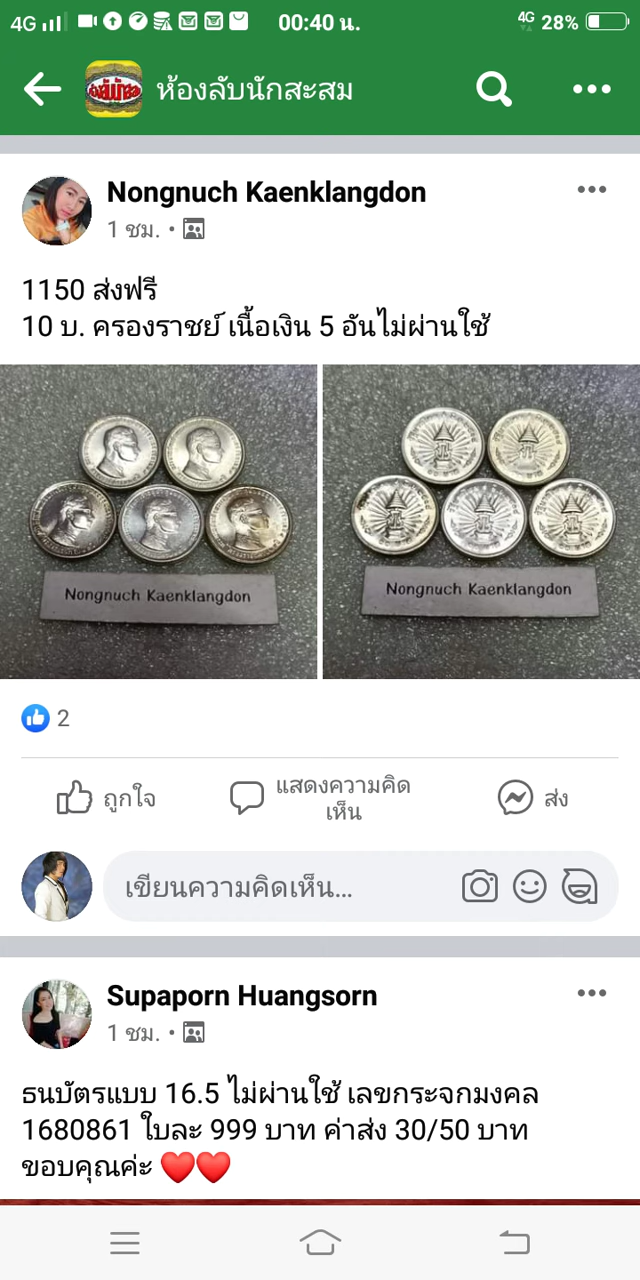 4G 00:40 น. 4G 28%
ห้องลับนักสะสม
Nongnuch Kaenklangdon
1 ชม.
1150 ส่งฟรี
10 บ. ครองราชย์ เนื้อเงิน 5 อันไม่ผ่านใช้
Nongnuch Kaenklangdon
Nongnuch Kaenklangdon
2
ถูกใจ
แสดงความคิด
เห็น
ส่ง
เขียนความคิดเห็น...
Supaporn Huangsorn
1 ชม.
ธนบัตรแบบ 16.5 ไม่ผ่านใช้ เลขกระจกมงคล
1680861 ใบละ 999 บาท ค่าส่ง 30/50 บาท
ขอบคุณค่ะ ❤️❤️